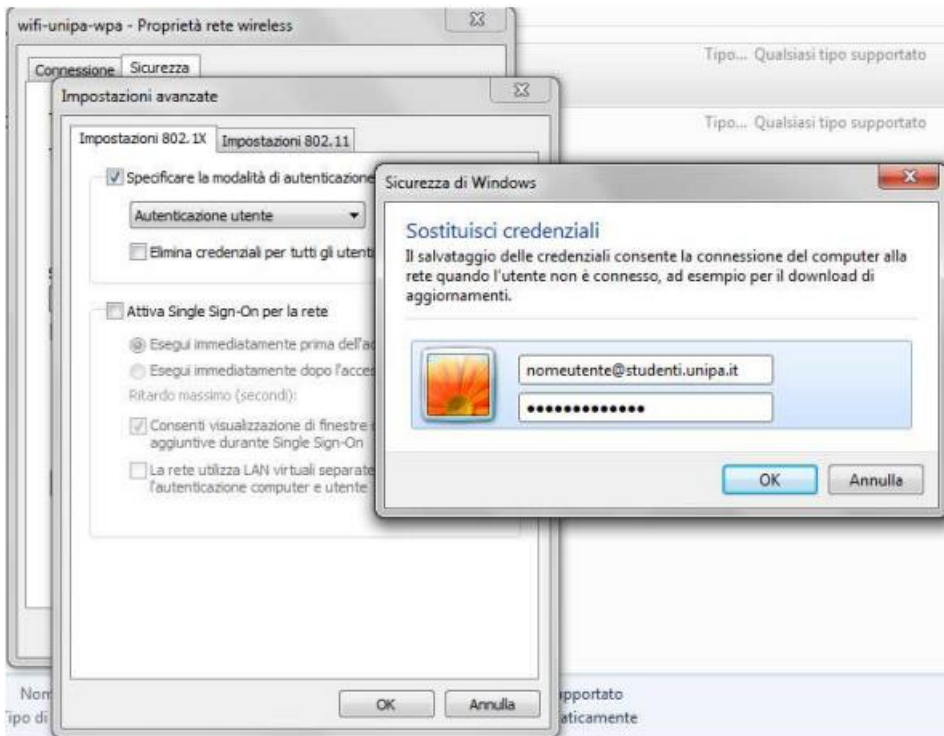 wifi-unipa-wpa - Proprietà rete wireless
Connessione Sicurezza
Tipo... Qualsiasi tipo supportato
Impostazioni avanzate
Tipo... Qualsiasi tipo supportato
Impostazioni 802.1X Impostazioni 802.11
Specificare la modalità di autenticazione
Autenticazione utente
Elimina credenziali per tutti gli utenti
Attiva Single Sign-On per la rete
Esegui immediatamente prima
Esegui immediatamente dopo
Ritardo massimo (secondi):
Consenti visualizzazione di finestre
aggiuntive durante Single Sign-On
La rete utilizza LAN virtuali separate
l'autenticazione computer e utente
OK Annulla
Sicurezza di Windows
Sostituisci credenziali
Il salvataggio delle credenziali consente la connessione del computer alla
rete quando l'utente non è connesso, ad esempio per il download di
aggiornamenti.
nomeutente@studenti.unipa.it
•••••••••••••
OK Annulla